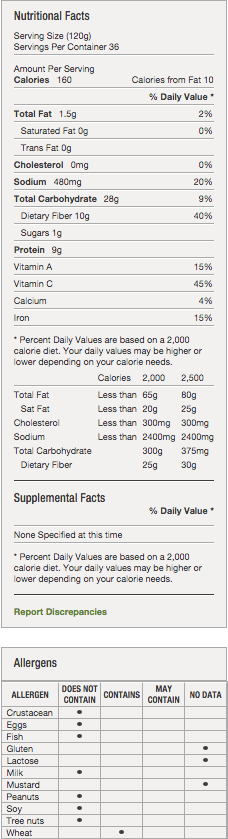 Nutritional Facts
Serving Size (120g)
Servings Per Container 36
Amount Per Serving
Calories 160 Calories from Fat 10
% Daily Value *
Total Fat 1.5g 2%
Saturated Fat 0g 0%
Trans Fat 0g
Cholesterol 0mg 0%
Sodium 480mg 20%
Total Carbohydrate 28g 9%
Dietary Fiber 10g 40%
Sugars 1g
Protein 9g
Vitamin A 15%
Vitamin C 45%
Calcium 4%
Iron 15%
* Percent Daily Values are based on a 2,000
calorie diet. Your daily values may be higher or
lower depending on your calorie needs.
Calories 2,000 2,500
Total Fat Less than 65g 80g
Sat Fat Less than 20g 25g
Cholesterol Less than 300mg 300mg
Sodium Less than 2400mg 2400mg
Total Carbohydrate 300g 375mg
Dietary Fiber 25g 30g
Supplemental Facts
% Daily Value *
None Specified at this time
* Percent Daily Values are based on a 2,000
calorie diet. Your daily values may be higher or
lower depending on your calorie needs.
Report Discrepancies
Allergens
ALLERGEN DOES NOT CONTAIN CONTAINS MAY CONTAIN NO DATA
Crustacean •
Eggs •
Fish •
Gluten •
Lactose •
Milk •
Mustard •
Peanuts •
Soy •
Tree nuts •
Wheat •